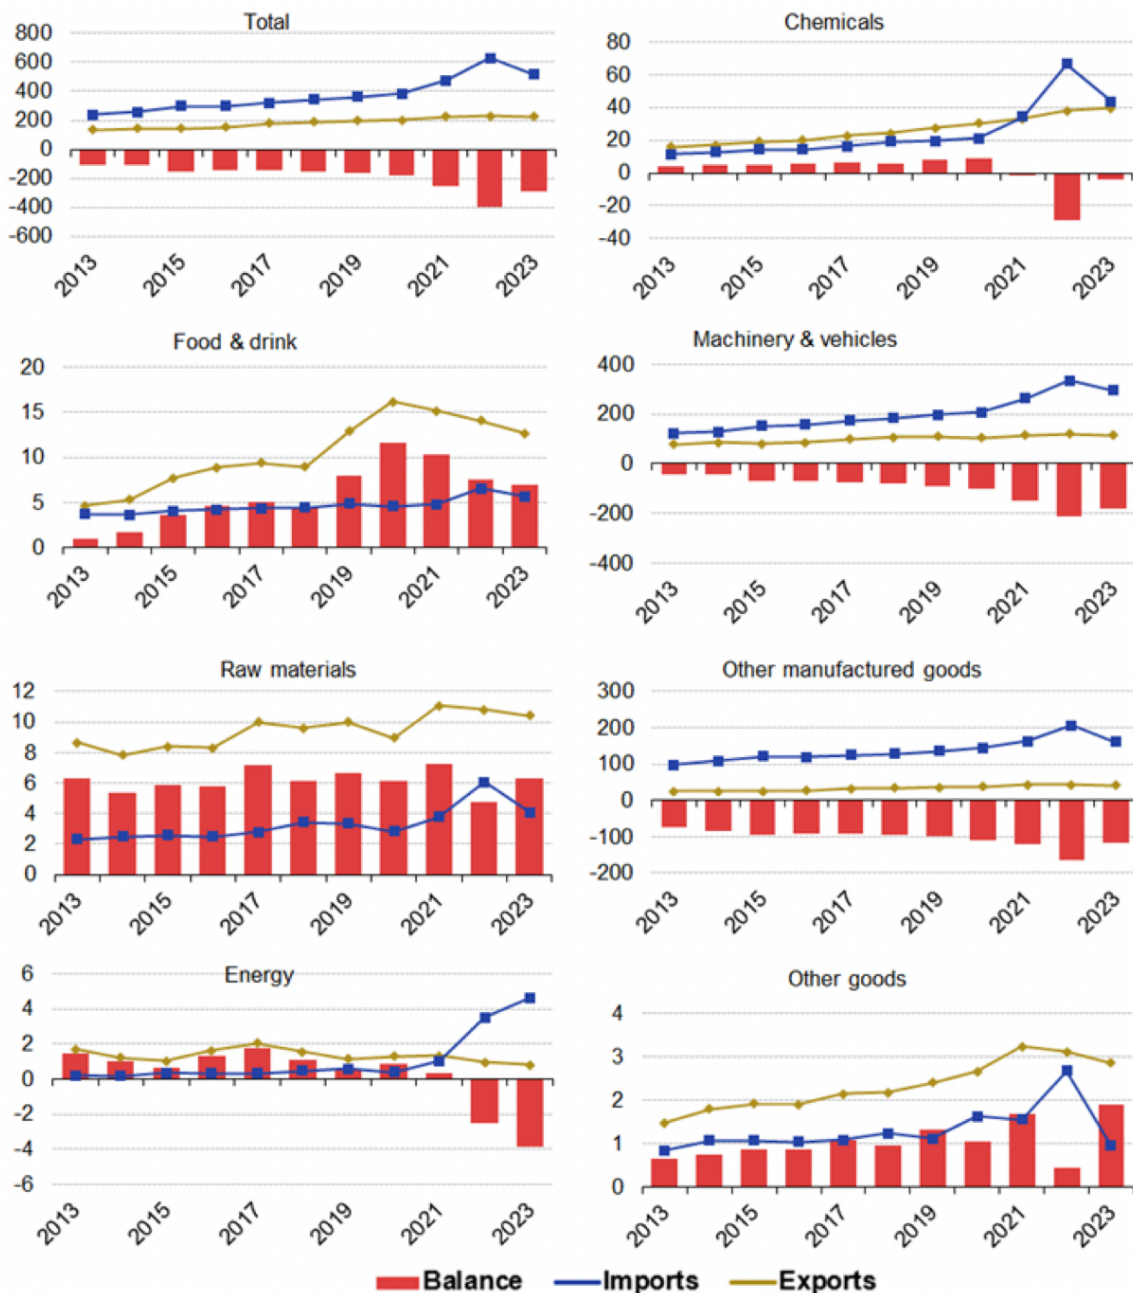 Total
800
600
400
200
0
-200
-400
-600
2013 2015 2017 2019 2021 2023
Chemicals
80
60
40
20
0
-20
-40
2013 2015 2017 2019 2021 2023
Food & drink
20
15
10
5
0
2013 2015 2017 2019 2021 2023
Machinery & vehicles
400
200
0
-200
-400
2013 2015 2017 2019 2021 2023
Raw materials
12
10
8
6
4
2
0
2013 2015 2017 2019 2021 2023
Other manufactured goods
300
200
100
0
-100
-200
2013 2015 2017 2019 2021 2023
Energy
6
4
2
0
-2
-4
-6
2013 2015 2017 2019 2021 2023
Other goods
4
3
2
1
0
2013 2015 2017 2019 2021 2023
Balance Imports Exports